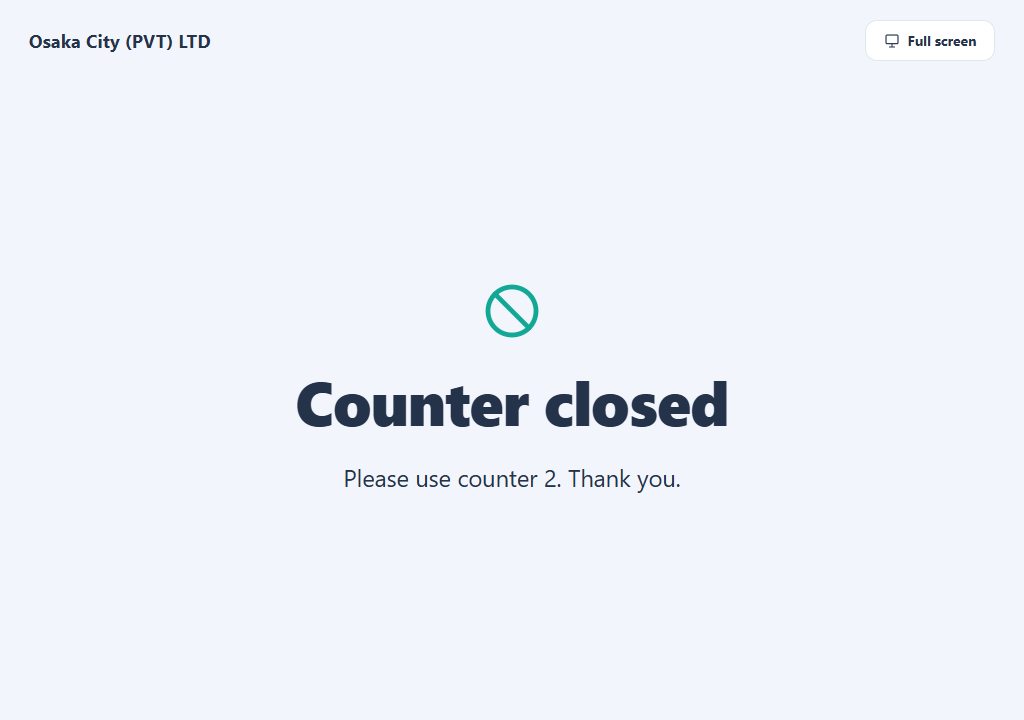 Osaka City (PVT) LTD
Full screen
Counter closed
Please use counter 2. Thank you.